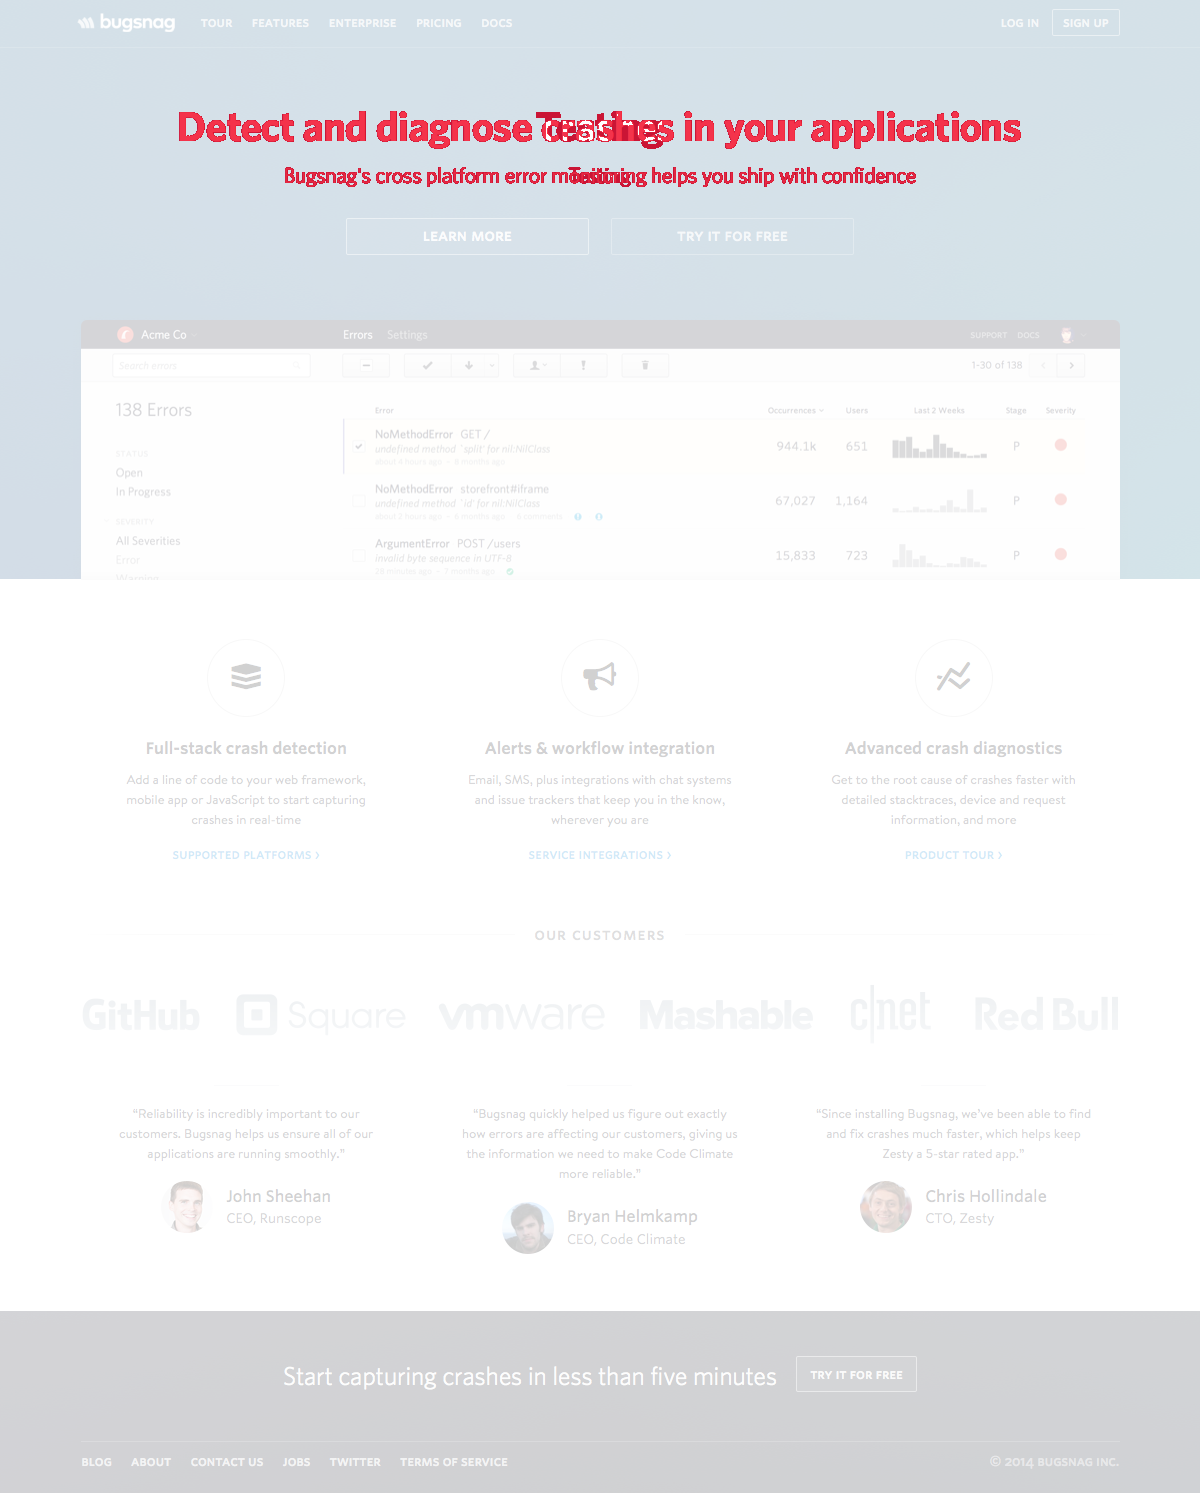 bugsnag TOUR FEATURES ENTERPRISE PRICING DOCS LOG IN SIGN UP
Detect and diagnose crashes in your applications
Testing
Bugsnag's cross platform error monitoring helps you ship with confidence
Testing
LEARN MORE TRY IT FOR FREE
Acme Co Errors Settings SUPPORT DOCS
Search errors 1-30 of 138
138 Errors
Error Occurrences Users Last 2 Weeks Stage Severity
NoMethodError GET / 944.1k 651 P
undefined method `split' for nil:NilClass
about 4 hours ago – 8 months ago
STATUS
Open
In Progress
NoMethodError storefront#iframe 67,027 1,164 P
undefined method `id' for nil:NilClass
about 2 hours ago – 6 months ago 6 comments
SEVERITY
All Severities
Error
Warning
ArgumentError POST /users 15,833 723 P
invalid byte sequence in UTF-8
24 minutes ago – 7 months ago
Full-stack crash detection
Add a line of code to your web framework,
mobile app or JavaScript to start capturing
crashes in real-time
SUPPORTED PLATFORMS ›
Alerts & workflow integration
Email, SMS, plus integrations with chat systems
and issue trackers that keep you in the know,
wherever you are
SERVICE INTEGRATIONS ›
Advanced crash diagnostics
Get to the root cause of crashes faster with
detailed stacktraces, device and request
information, and more
PRODUCT TOUR ›
OUR CUSTOMERS
GitHub Square vmware Mashable c|net Red Bull
“Reliability is incredibly important to our
customers. Bugsnag helps us ensure all of our
applications are running smoothly.”
John Sheehan
CEO, Runscope
“Bugsnag quickly helped us figure out exactly
how errors are affecting our customers, giving us
the information we need to make Code Climate
more reliable.”
Bryan Helmkamp
CEO, Code Climate
“Since installing Bugsnag, we’ve been able to find
and fix crashes much faster, which helps keep
Zesty a 5-star rated app.”
Chris Hollindale
CTO, Zesty
Start capturing crashes in less than five minutes TRY IT FOR FREE
BLOG ABOUT CONTACT US JOBS TWITTER TERMS OF SERVICE © 2014 BUGSNAG INC.